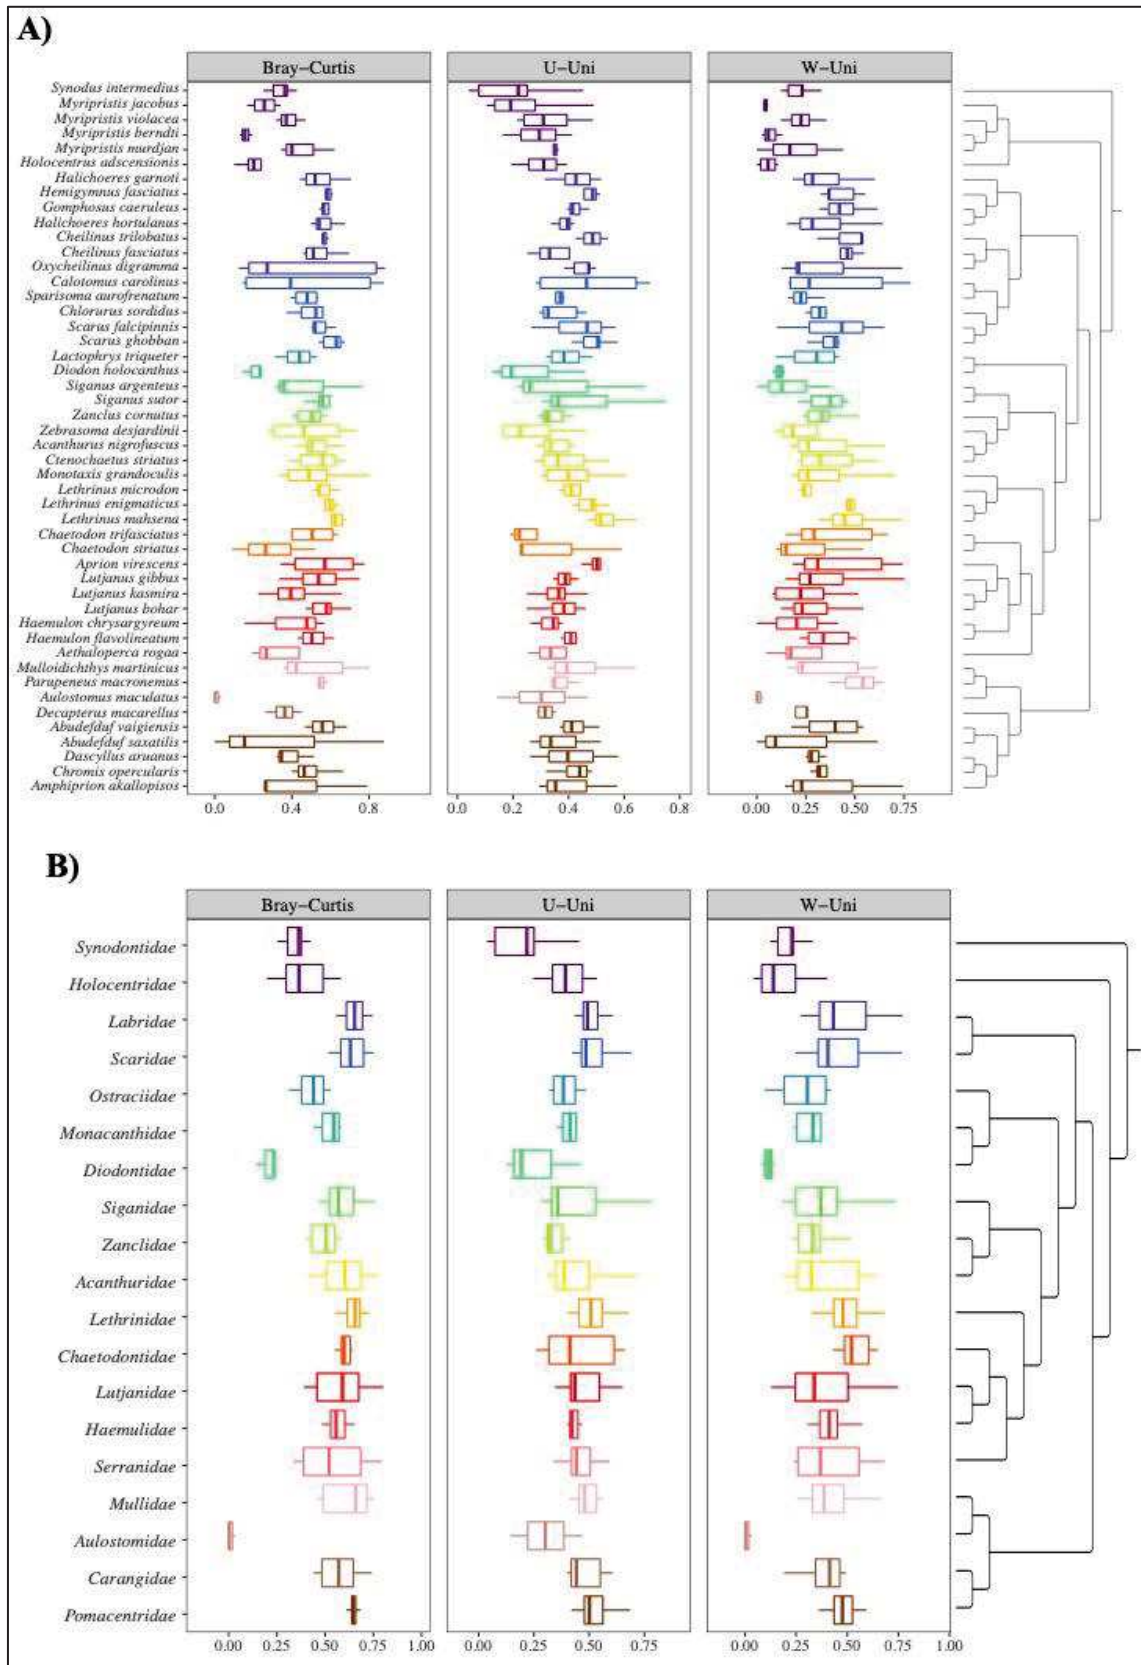 A)
Bray-Curtis U-Uni W-Uni
Synodus intermedius
Myripristis jacobus
Myripristis violacea
Myripristis berndti
Myripristis murdjan
Holocentrus adscensionis
Halichoeres garnoti
Hemigymnus fasciatus
Gomphosus caeruleus
Halichoeres hortulanus
Cheilinus trilobatus
Cheilinus fasciatus
Oxycheilinus digramma
Calotomus carolinus
Sparisoma aurofrenatum
Chlorurus sordidus
Scarus falcipinnis
Scarus ghobban
Lactophrys triqueter
Diodon holocanthus
Siganus argenteus
Siganus sutor
Zanclus cornutus
Zebrasoma desjardinii
Acanthurus nigrofuscus
Ctenochaetus striatus
Monotaxis grandoculis
Lethrinus microdon
Lethrinus enigmaticus
Lethrinus mahsena
Chaetodon trifasciatus
Chaetodon striatus
Aprion virescens
Lutjanus gibbus
Lutjanus kasmira
Lutjanus bohar
Haemulon chrysargyreum
Haemulon flavolineatum
Aethaloperca rogaa
Mulloidichthys martinicus
Parupeneus macronemus
Aulostomus maculatus
Decapterus macarellus
Abudefduf vaigiensis
Abudefduf saxatilis
Dascyllus aruanus
Chromis opercularis
Amphiprion akallopisos
0.0 0.4 0.8 0.0 0.2 0.4 0.6 0.8 0.00 0.25 0.50 0.75
B)
Bray-Curtis U-Uni W-Uni
Synodontidae
Holocentridae
Labridae
Scaridae
Ostraciidae
Monacanthidae
Diodontidae
Siganidae
Zanclidae
Acanthuridae
Lethrinidae
Chaetodontidae
Lutjanidae
Haemulidae
Serranidae
Mullidae
Aulostomidae
Carangidae
Pomacentridae
0.00 0.25 0.50 0.75 1.00 0.00 0.25 0.50 0.75 0.00 0.25 0.50 0.75 1.00